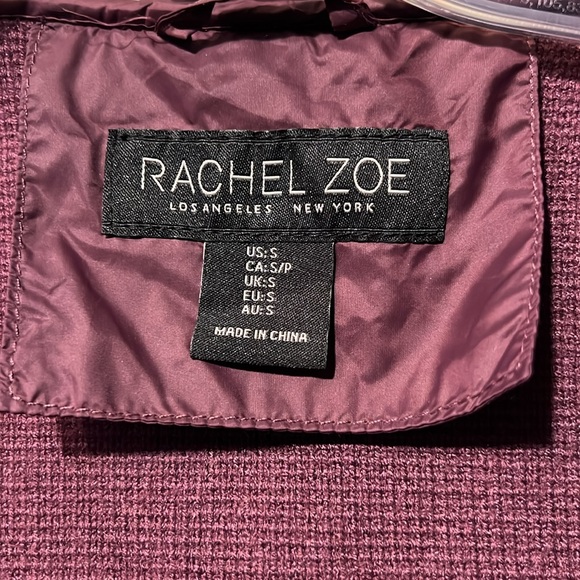 RACHEL ZOE
LOS ANGELES NEW YORK
US: S
CA: S/P
UK: S
EU: S
AU: S
MADE IN CHINA